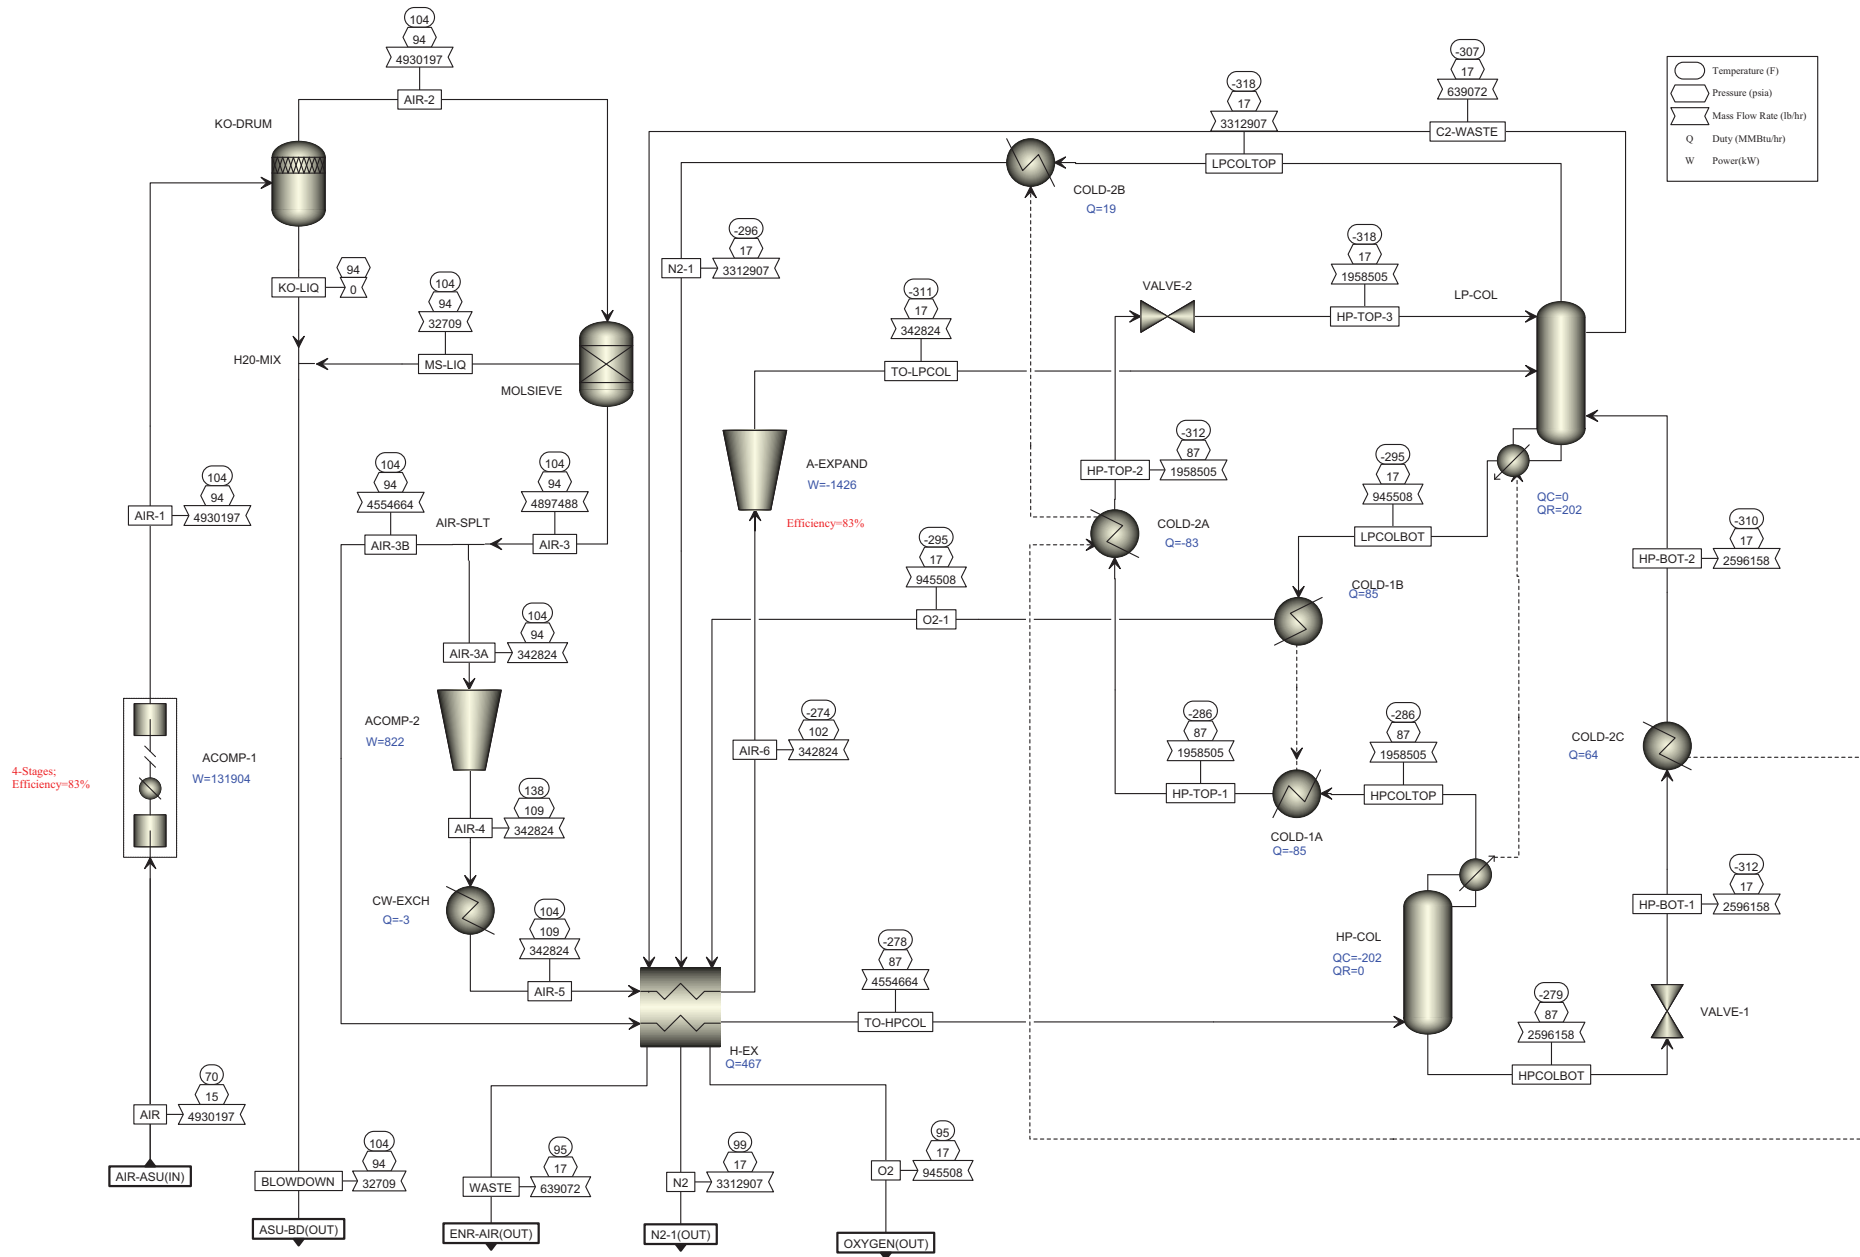 104
94
4930197
AIR-2
KO-DRUM
-318
17
3312907
LPCOLTOP
-307
17
639072
C2-WASTE
Temperature (F)
Pressure (psia)
Mass Flow Rate (lb/hr)
Q Duty (MMBtu/hr)
W Power(kW)
COLD-2B
Q=19
KO-LIQ
94
0
104
94
32709
MS-LIQ
H20-MIX
MOLSIEVE
N2-1
-296
17
3312907
-311
17
342824
TO-LPCOL
VALVE-2
-318
17
1958505
HP-TOP-3
LP-COL
A-EXPAND
W=-1426
Efficiency=83%
HP-TOP-2
-312
87
1958505
COLD-2A
Q=-83
-295
17
945508
LPCOLBOT
QC=0
QR=202
AIR-1
104
94
4930197
104
94
4554664
AIR-3B
AIR-SPLT
104
94
4897488
AIR-3
-295
17
945508
O2-1
COLD-1B
Q=85
HP-BOT-2
-310
17
2596158
AIR-3A
104
94
342824
ACOMP-2
W=822
4-Stages;
Efficiency=83%
ACOMP-1
W=131904
AIR-6
-274
102
342824
-286
87
1958505
HP-TOP-1
-286
87
1958505
HPCOLTOP
COLD-1A
Q=-85
COLD-2C
Q=64
AIR-4
138
109
342824
CW-EXCH
Q=-3
104
109
342824
AIR-5
-278
87
4554664
TO-HPCOL
HP-COL
QC=-202
QR=0
HP-BOT-1
-312
17
2596158
H-EX
Q=467
-279
87
2596158
HPCOLBOT
VALVE-1
AIR
70
15
4930197
AIR-ASU(IN)
BLOWDOWN
104
94
32709
ASU-BD(OUT)
WASTE
95
17
639072
ENR-AIR(OUT)
N2
99
17
3312907
N2-1(OUT)
O2
95
17
945508
OXYGEN(OUT)